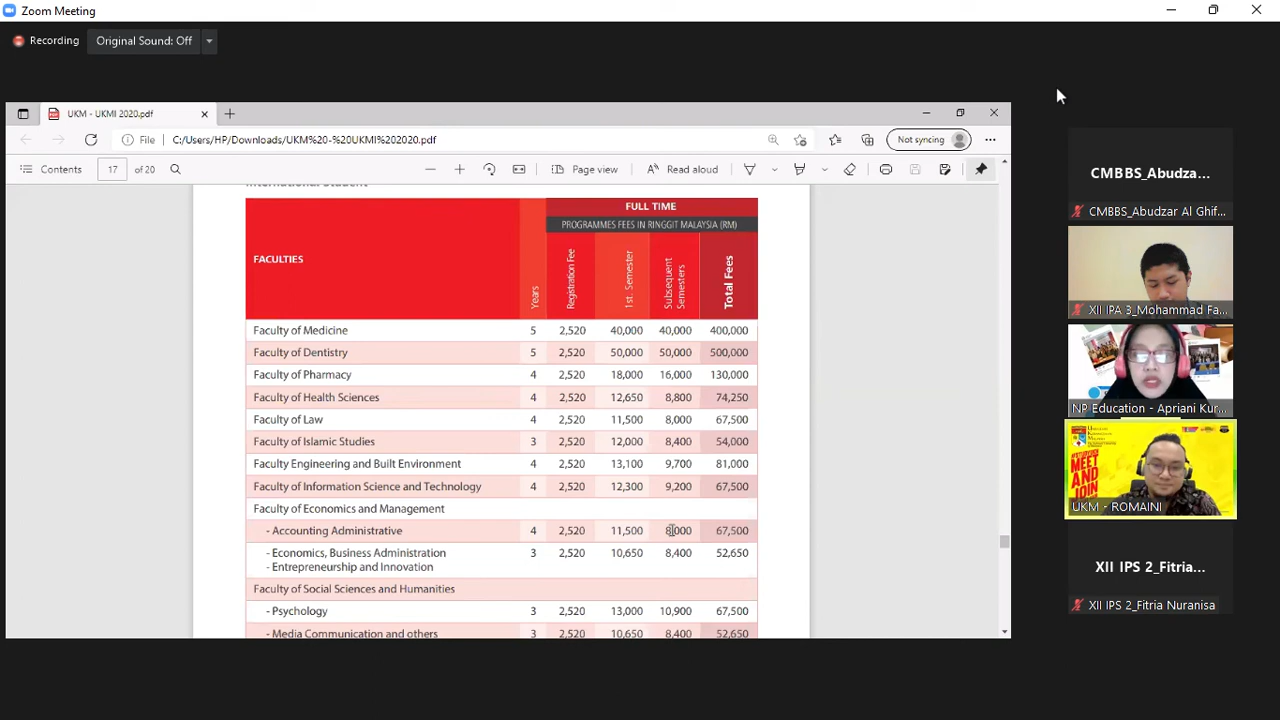 Zoom Meeting
Recording
Original Sound: Off
UKM - UKMI 2020.pdf
File
C:/Users/HP/Downloads/UKM%20-%20UKMI%202020.pdf
Not syncing
Contents
17
of 20
Page view
Read aloud
International Student
FACULTIES
Years
FULL TIME
PROGRAMMES FEES IN RINGGIT MALAYSIA (RM)
Registration Fee
1st. Semester
Subsequent
Semesters
Total Fees
Faculty of Medicine 5 2,520 40,000 40,000 400,000
Faculty of Dentistry 5 2,520 50,000 50,000 500,000
Faculty of Pharmacy 4 2,520 18,000 16,000 130,000
Faculty of Health Sciences 4 2,520 12,650 8,800 74,250
Faculty of Law 4 2,520 11,500 8,000 67,500
Faculty of Islamic Studies 3 2,520 12,000 8,400 54,000
Faculty Engineering and Built Environment 4 2,520 13,100 9,700 81,000
Faculty of Information Science and Technology 4 2,520 12,300 9,200 67,500
Faculty of Economics and Management
- Accounting Administrative 4 2,520 11,500 8,000 67,500
- Economics, Business Administration 3 2,520 10,650 8,400 52,650
- Entrepreneurship and Innovation
Faculty of Social Sciences and Humanities
- Psychology 3 2,520 13,000 10,900 67,500
- Media Communication and others 3 2,520 10,650 8,400 52,650
CMBBS_Abudza...
CMBBS_Abudzar Al Ghif...
XII IPA 3_Mohammad Fa...
NP Education - Apriani Kur...
MEET
AND
JOIN
UKM - ROMAINI
XII IPS 2_Fitria...
XII IPS 2_Fitria Nuranisa